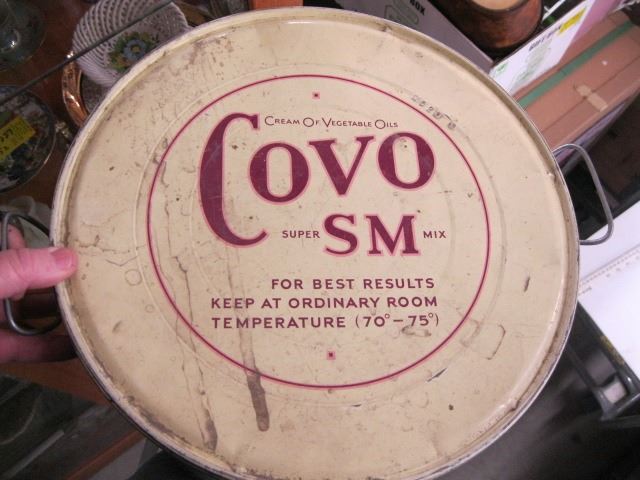 CREAM OF VEGETABLE OILS
COVO
SUPER SM MIX
FOR BEST RESULTS
KEEP AT ORDINARY ROOM
TEMPERATURE (70°-75°)